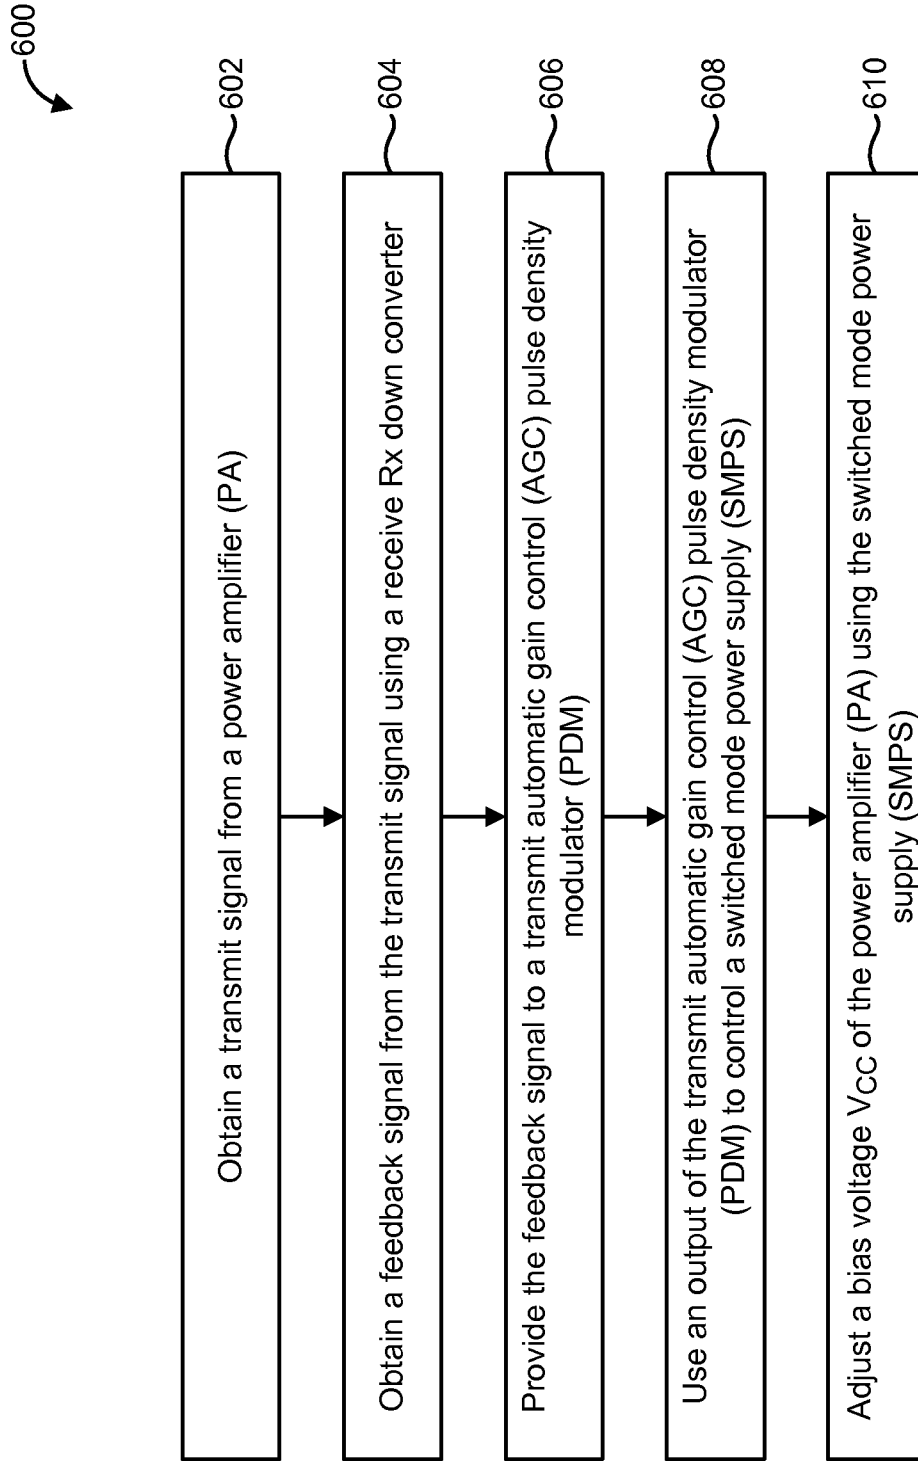 600
Obtain a transmit signal from a power amplifier (PA)
602
Obtain a feedback signal from the transmit signal using a receive Rx down converter
604
Provide the feedback signal to a transmit automatic gain control (AGC) pulse density
modulator (PDM)
606
Use an output of the transmit automatic gain control (AGC) pulse density modulator
(PDM) to control a switched mode power supply (SMPS)
608
Adjust a bias voltage VCC of the power amplifier (PA) using the switched mode power
supply (SMPS)
610